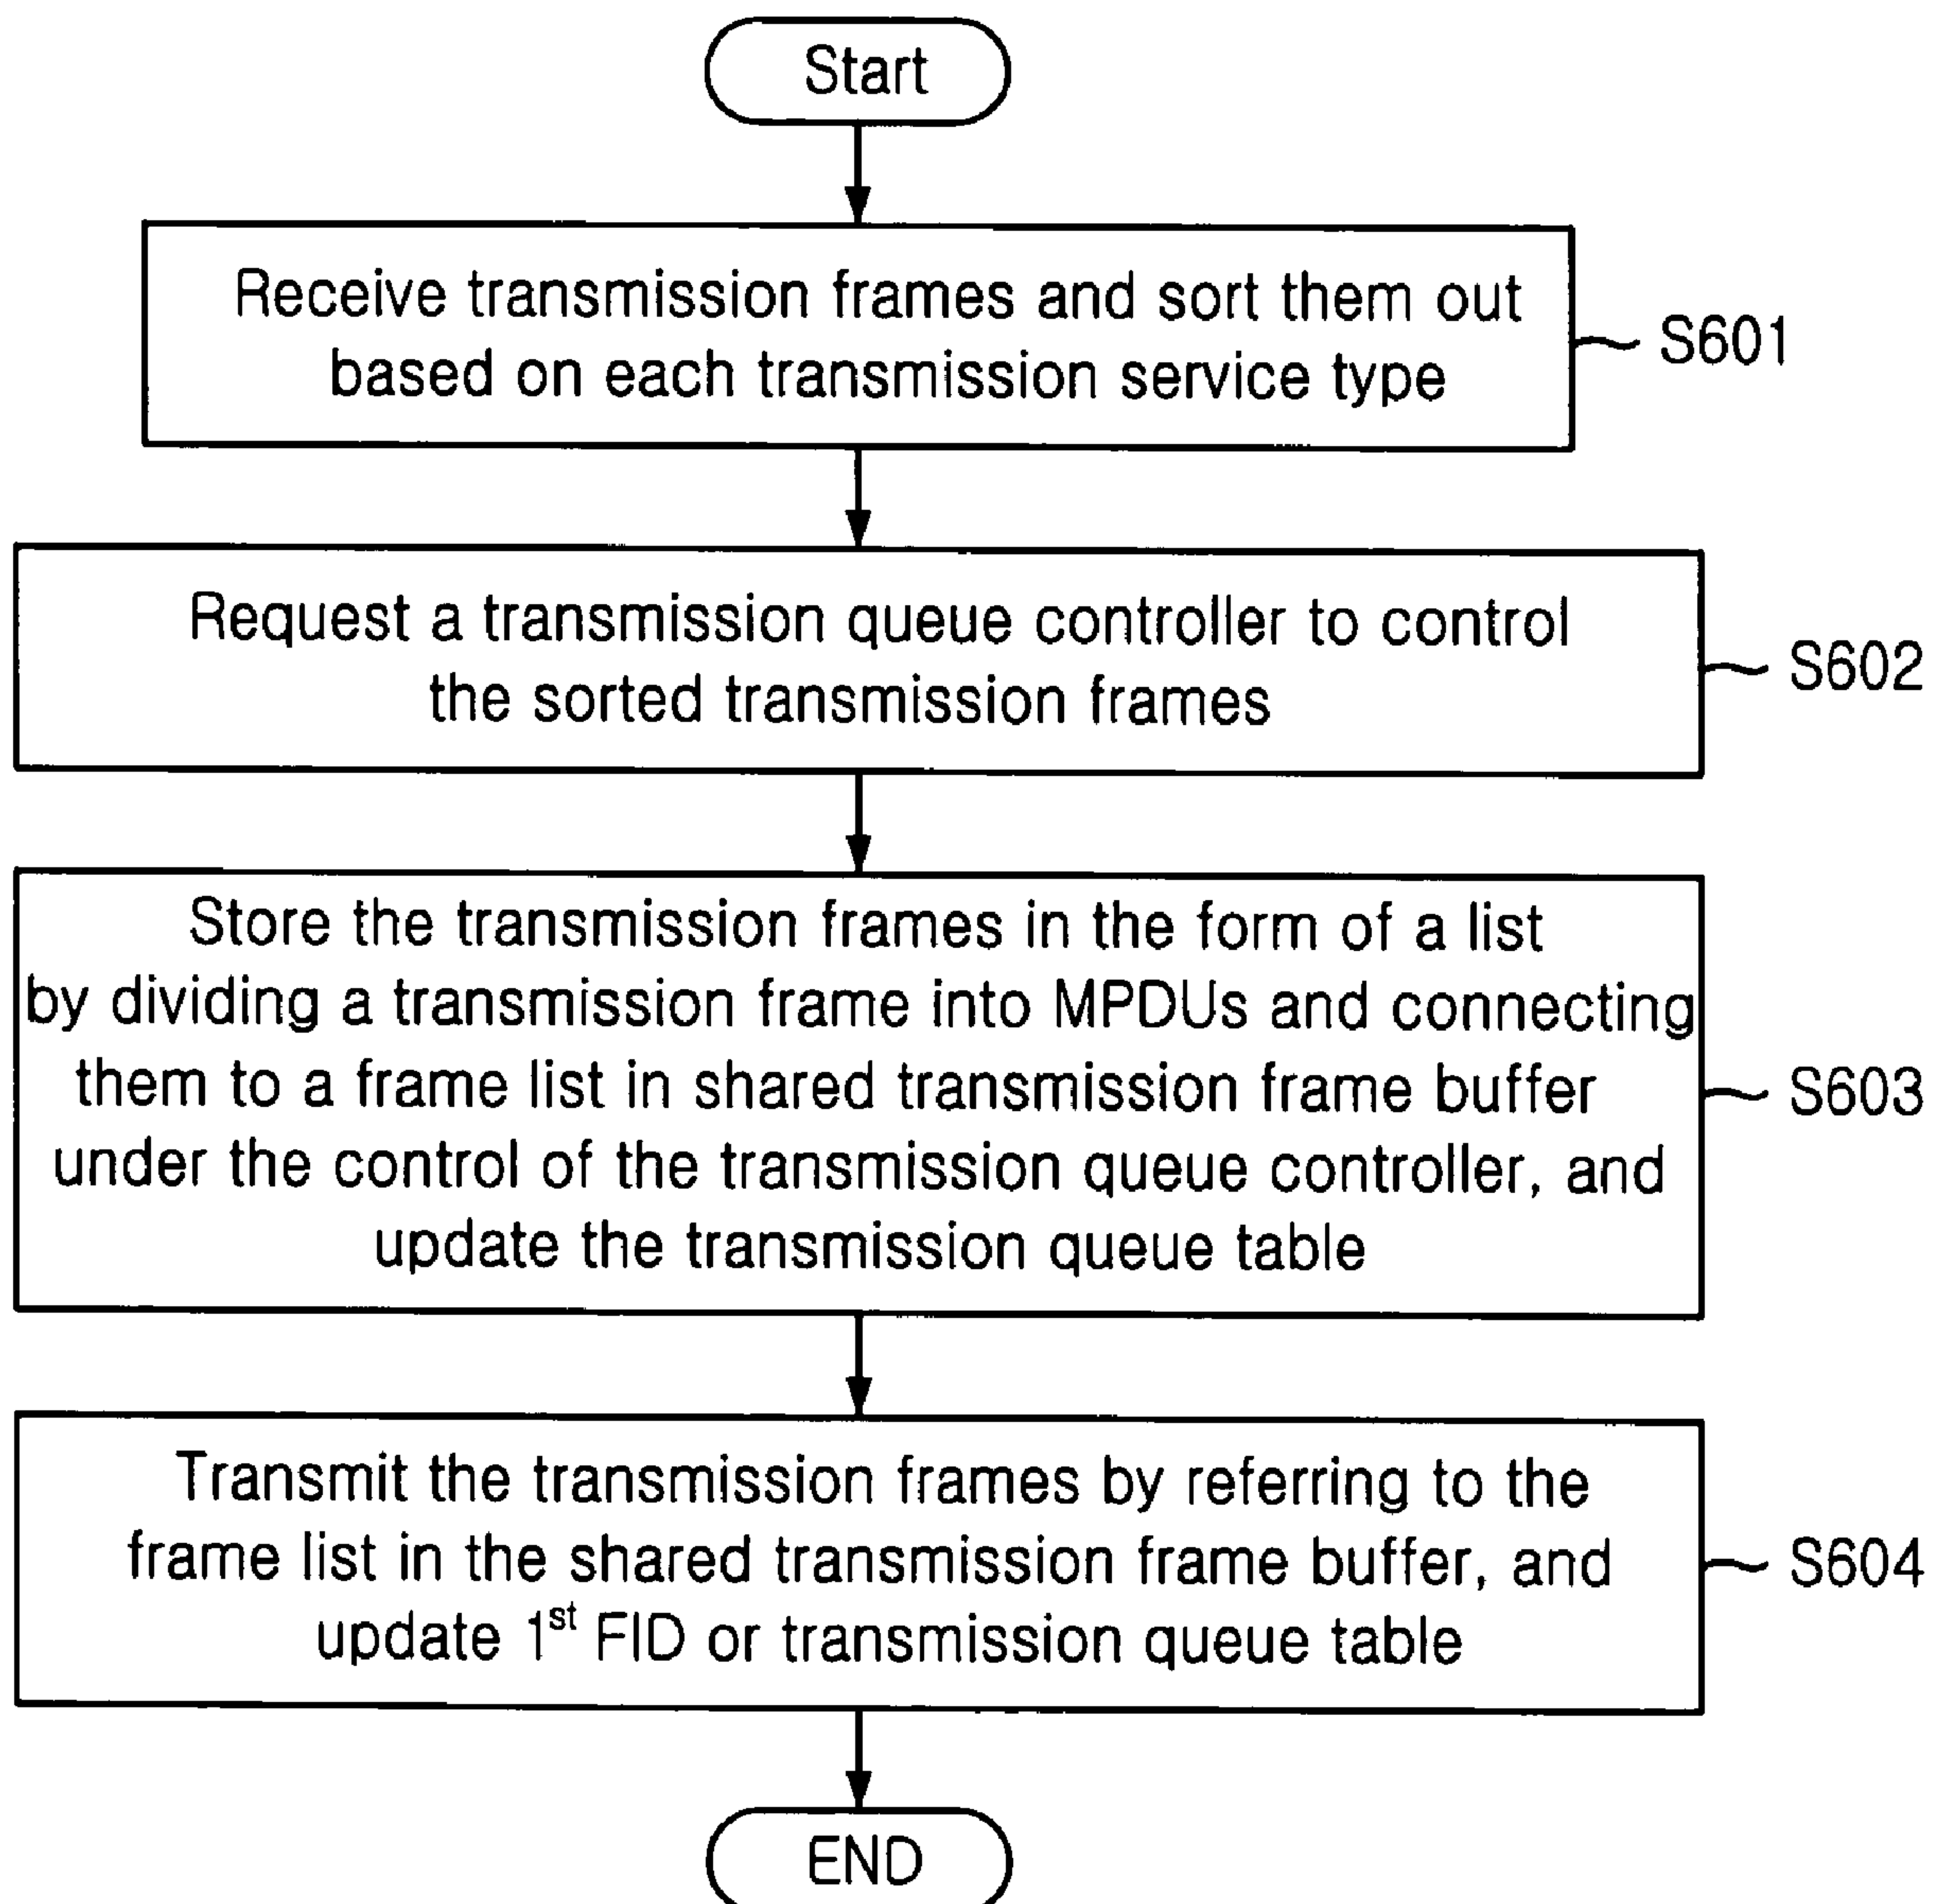 Start
Receive transmission frames and sort them out
based on each transmission service type
S601
Request a transmission queue controller to control
the sorted transmission frames
S602
Store the transmission frames in the form of a list
by dividing a transmission frame into MPDUs and connecting
them to a frame list in shared transmission frame buffer
under the control of the transmission queue controller, and
update the transmission queue table
S603
Transmit the transmission frames by referring to the
frame list in the shared transmission frame buffer, and
update 1st FID or transmission queue table
S604
END